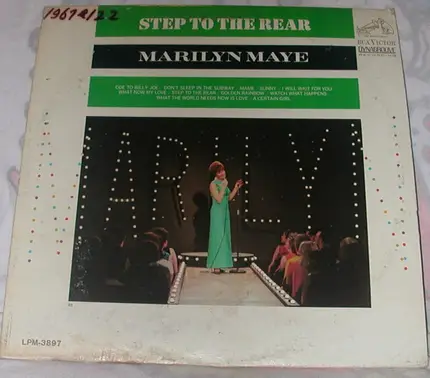 1967 R/22
STEP TO THE REAR
RCA VICTOR
DYNAGROOVE
MARILYN MAYE
ODE TO BILLY JOE · DON'T SLEEP IN THE SUBWAY · MAME · SUNNY · I WILL WAIT FOR YOU
WHAT NOW MY LOVE · STEP TO THE REAR · GOLDEN RAINBOW · WATCH WHAT HAPPENS
WHAT THE WORLD NEEDS NOW IS LOVE · A CERTAIN GIRL
ARILY
LPM-3897